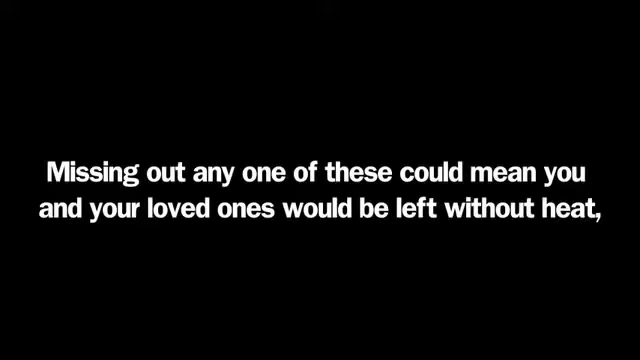 Missing out any one of these could mean you
and your loved ones would be left without heat,